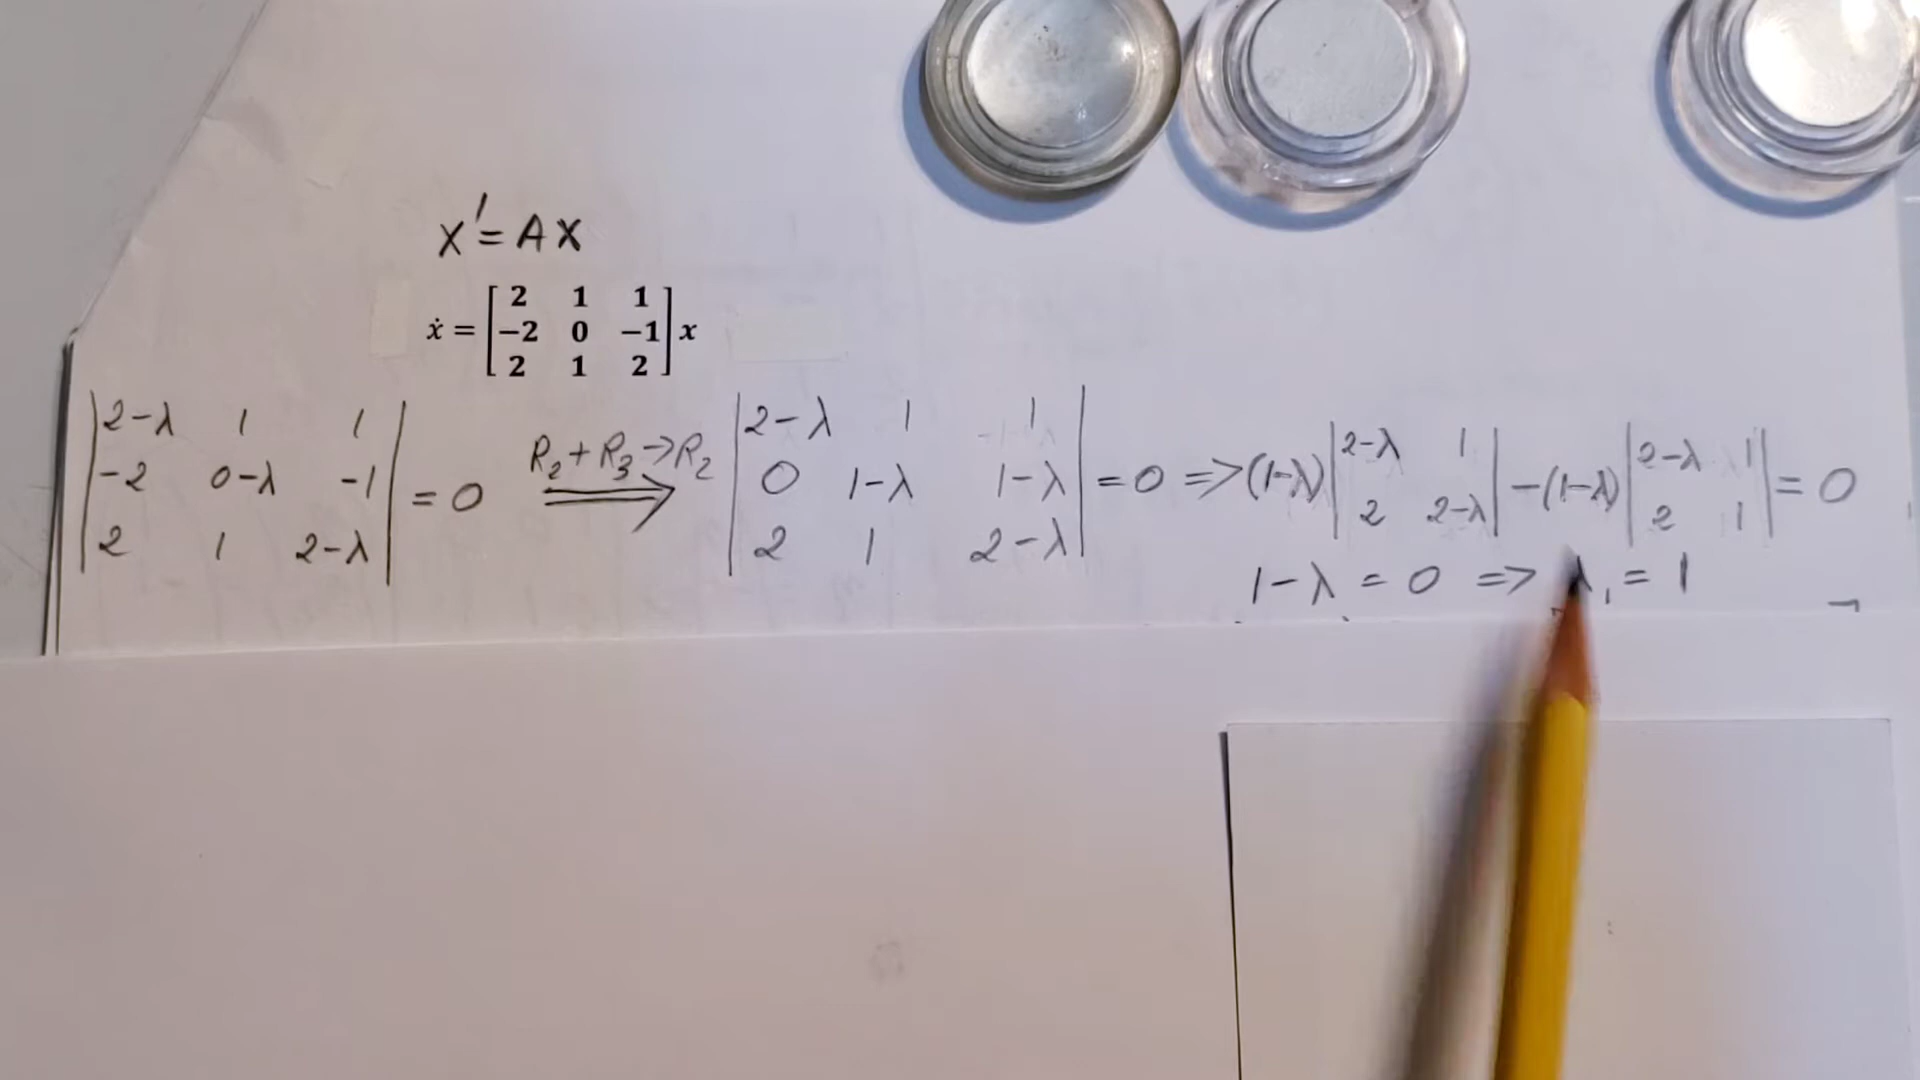 X' = AX
ẋ = [2 1 1; -2 0 -1; 2 1 2] x
|2-λ 1 1; -2 0-λ -1; 2 1 2-λ| = 0 R₂+R₃→R₂ ⇒ |2-λ 1 1; 0 1-λ 1-λ; 2 1 2-λ| = 0 => (1-λ)|2-λ 1; 2 2-λ| - (1-λ)|2-λ 1; 2 1| = 0
1-λ = 0 => λ₁ = 1